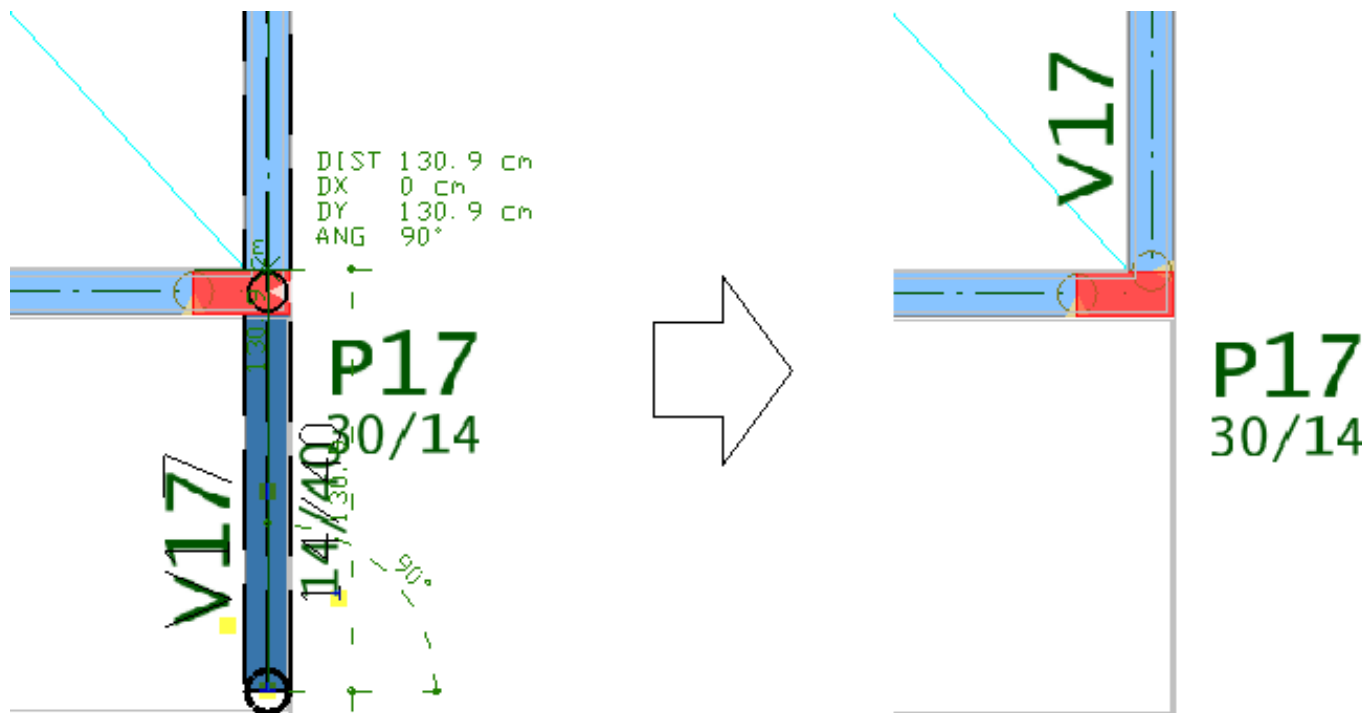 DIST 130.9 cm
DX 0 cm
DY 130.9 cm
ANG 90°
P17
30/14
V17
14/40
90°
V17
P17
30/14